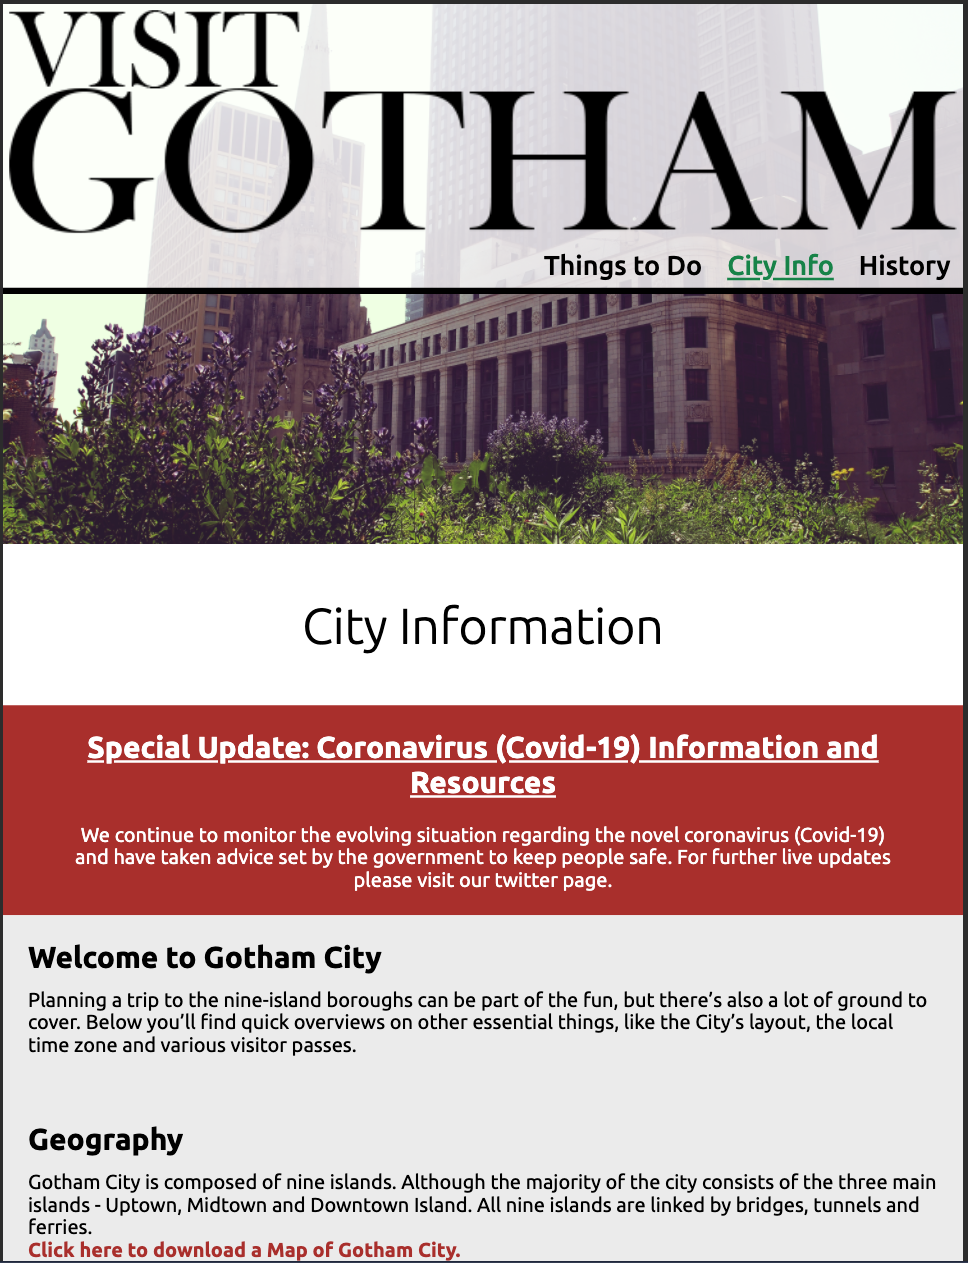 VISIT
GOTHAM
Things to Do City Info History
City Information
Special Update: Coronavirus (Covid-19) Information and
Resources
We continue to monitor the evolving situation regarding the novel coronavirus (Covid-19)
and have taken advice set by the government to keep people safe. For further live updates
please visit our twitter page.
Welcome to Gotham City
Planning a trip to the nine-island boroughs can be part of the fun, but there’s also a lot of ground to
cover. Below you’ll find quick overviews on other essential things, like the City’s layout, the local
time zone and various visitor passes.
Geography
Gotham City is composed of nine islands. Although the majority of the city consists of the three main
islands - Uptown, Midtown and Downtown Island. All nine islands are linked by bridges, tunnels and
ferries.
Click here to download a Map of Gotham City.